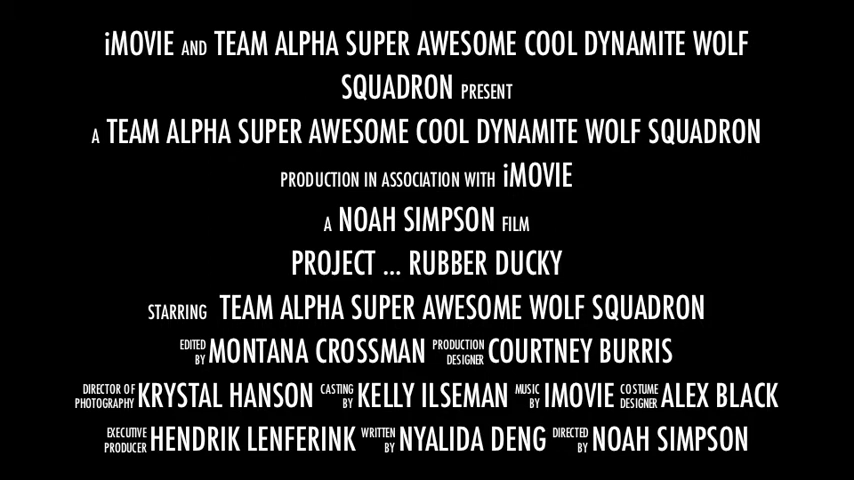 iMOVIE AND TEAM ALPHA SUPER AWESOME COOL DYNAMITE WOLF
SQUADRON PRESENT
A TEAM ALPHA SUPER AWESOME COOL DYNAMITE WOLF SQUADRON
PRODUCTION IN ASSOCIATION WITH iMOVIE
A NOAH SIMPSON FILM
PROJECT ... RUBBER DUCKY
STARRING TEAM ALPHA SUPER AWESOME WOLF SQUADRON
EDITED BY MONTANA CROSSMAN PRODUCTION DESIGNER COURTNEY BURRIS
DIRECTOR OF PHOTOGRAPHY KRYSTAL HANSON CASTING BY KELLY ILSEMAN MUSIC BY IMOVIE COSTUME DESIGNER ALEX BLACK
EXECUTIVE PRODUCER HENDRIK LENFERINK WRITTEN BY NYALIDA DENG DIRECTED BY NOAH SIMPSON